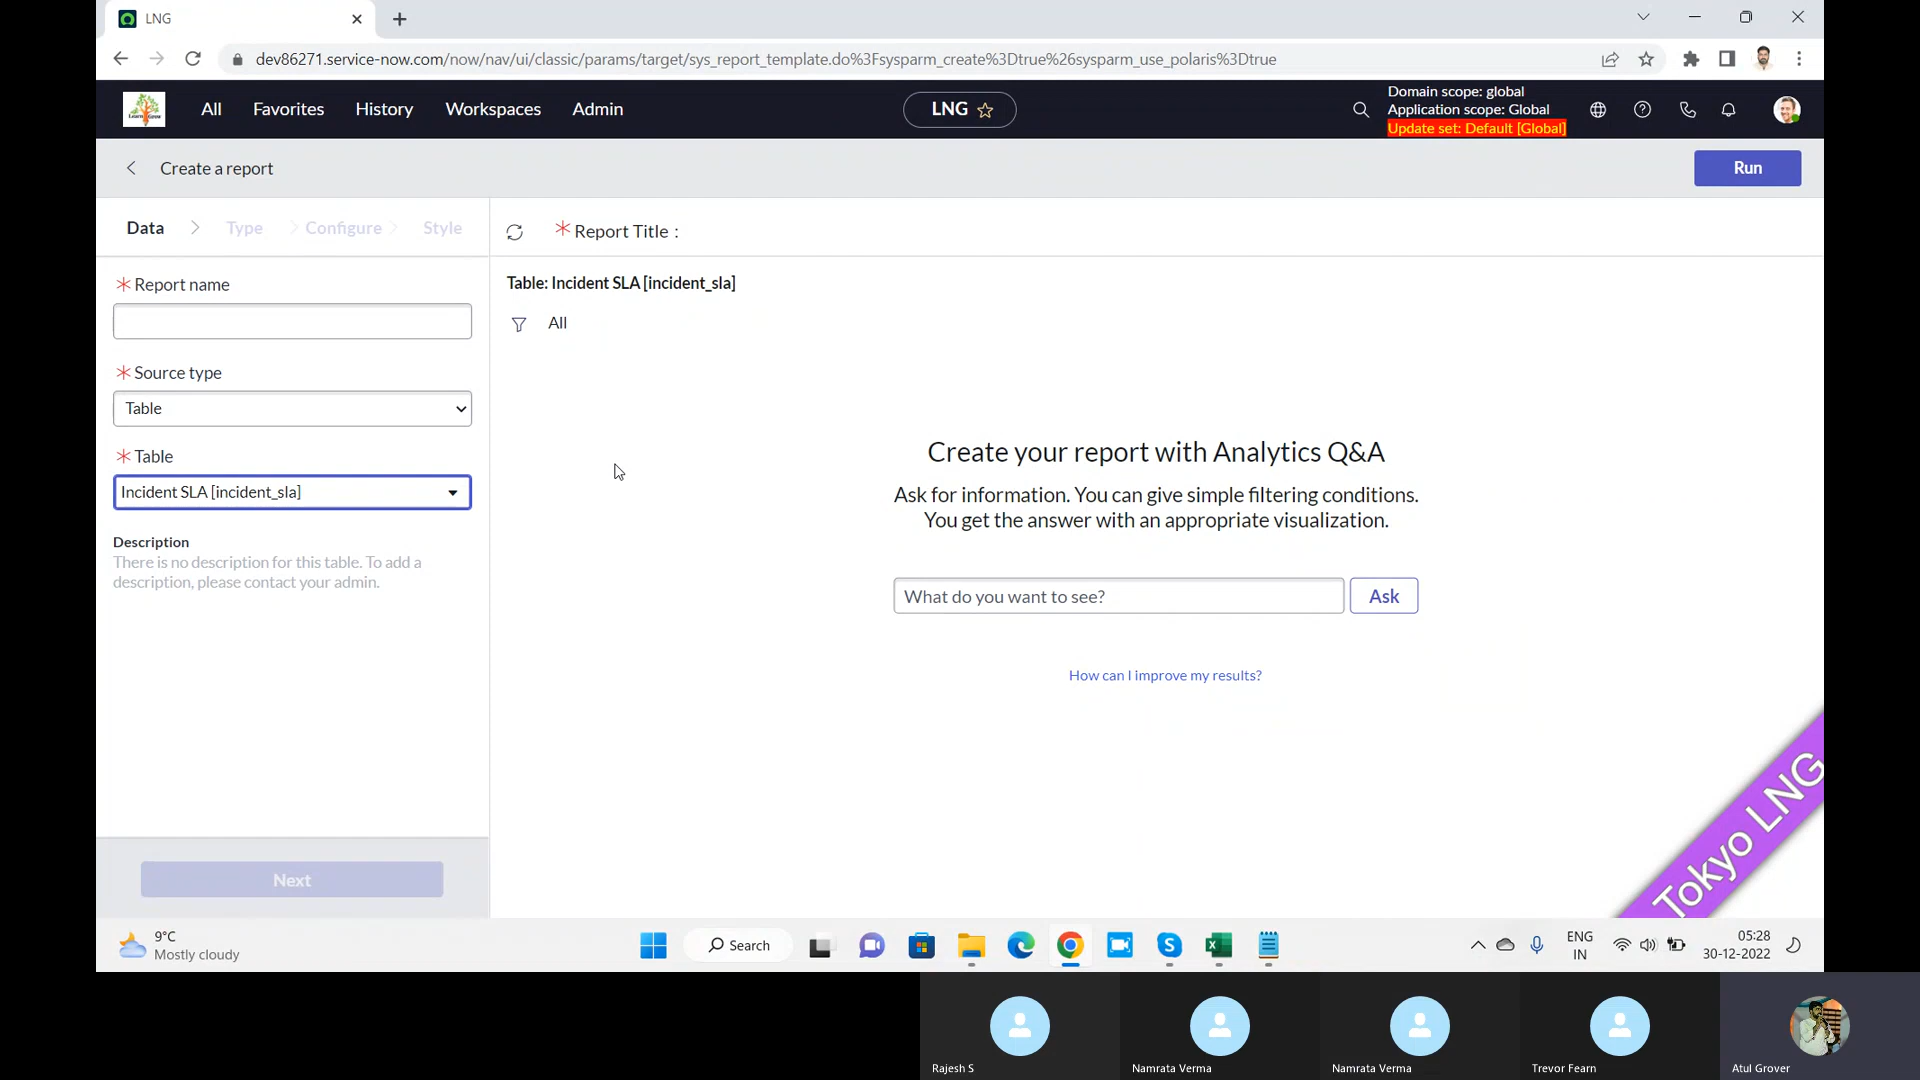 LNG
dev86271.service-now.com/now/nav/ui/classic/params/target/sys_report_template.do%3Fsysparm_create%3Dtrue%26sysparm_use_polaris%3Dtrue
All
Favorites
History
Workspaces
Admin
LNG
Domain scope: global
Application scope: Global
Update set: Default [Global]
Create a report
Run
Data
Type
Configure
Style
* Report Title :
* Report name
Table: Incident SLA [incident_sla]
All
* Source type
Table
* Table
Incident SLA [incident_sla]
Description
There is no description for this table. To add a
description, please contact your admin.
Create your report with Analytics Q&A
Ask for information. You can give simple filtering conditions.
You get the answer with an appropriate visualization.
What do you want to see?
Ask
How can I improve my results?
Next
Tokyo LNG
9°C
Mostly cloudy
Search
ENG
IN
05:28
30-12-2022
Rajesh S
Namrata Verma
Namrata Verma
Trevor Fearn
Atul Grover